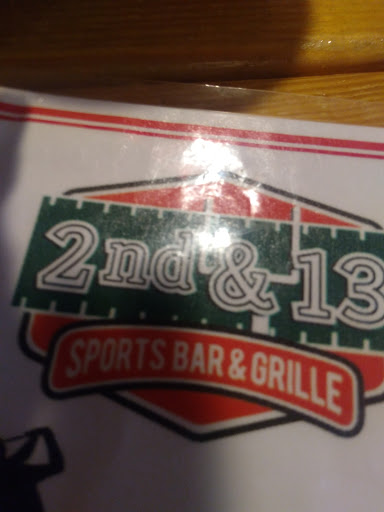 2nd & 13
SPORTS BAR & GRILLE